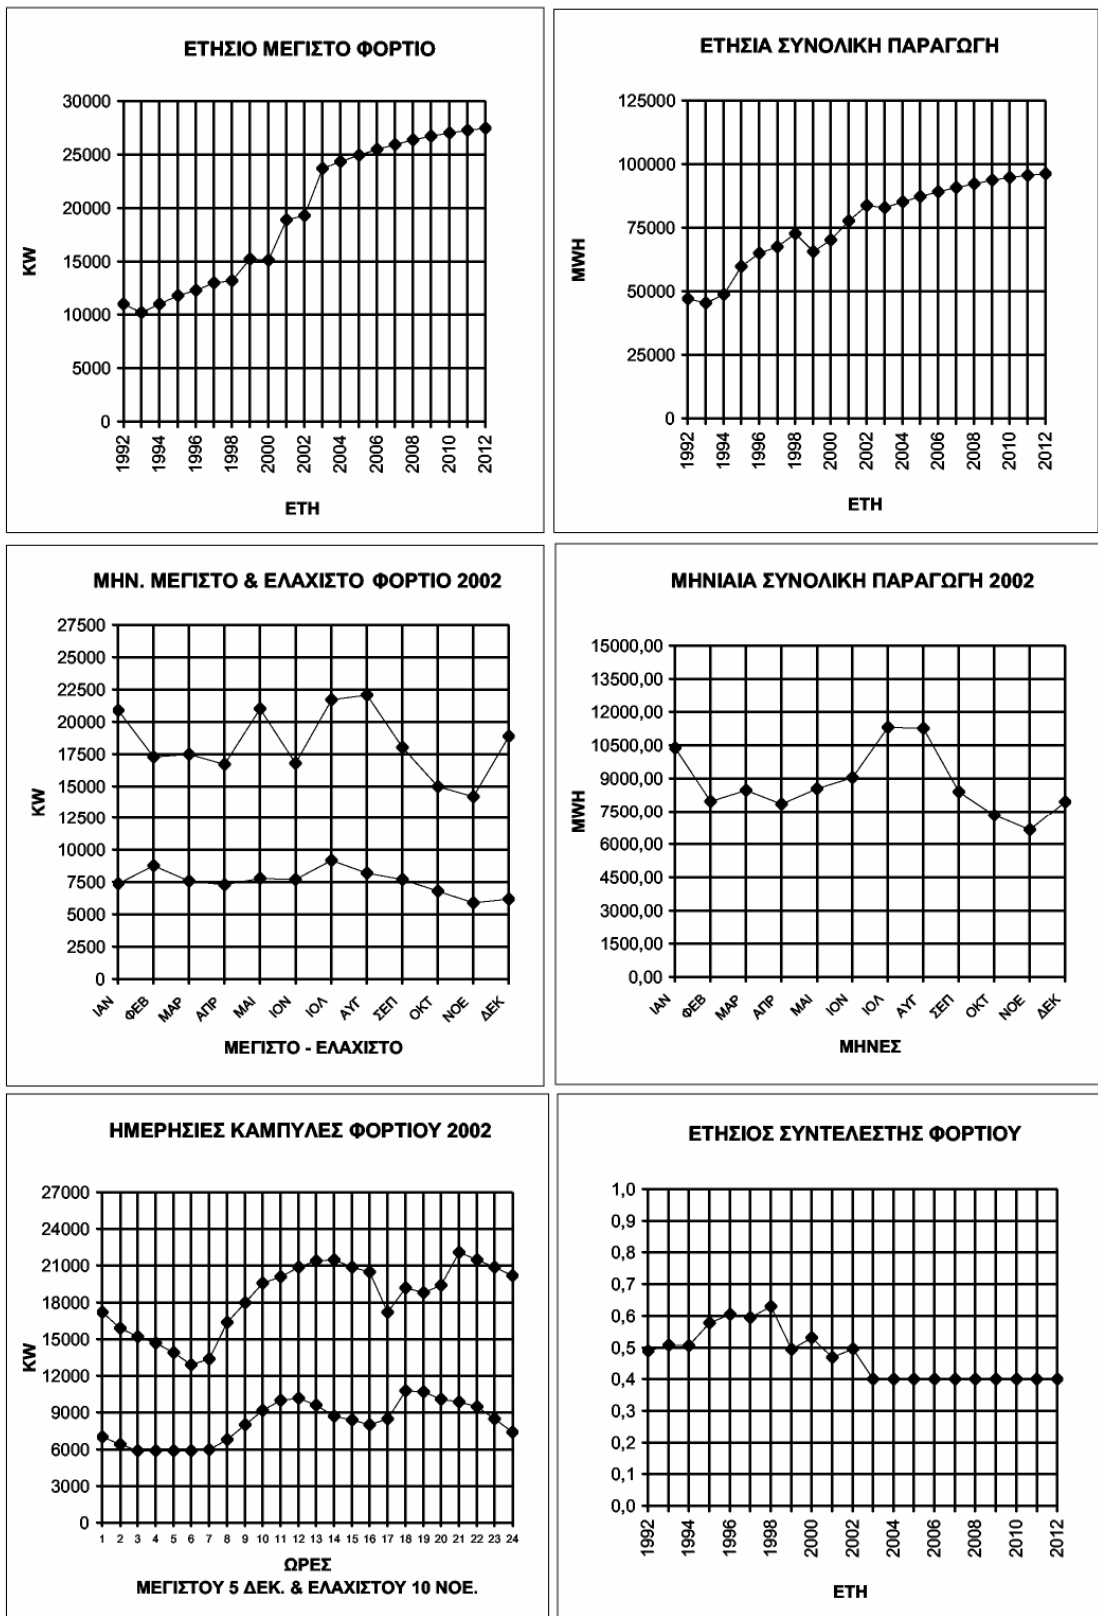 ΕΤΗΣΙΟ ΜΕΓΙΣΤΟ ΦΟΡΤΙΟ
30000
25000
20000
15000
10000
5000
0
KW
1992 1994 1996 1998 2000 2002 2004 2006 2008 2010 2012
ΕΤΗ
ΕΤΗΣΙΑ ΣΥΝΟΛΙΚΗ ΠΑΡΑΓΩΓΗ
125000
100000
75000
50000
25000
0
MWH
1992 1994 1996 1998 2000 2002 2004 2006 2008 2010 2012
ΕΤΗ
ΜΗΝ. ΜΕΓΙΣΤΟ & ΕΛΑΧΙΣΤΟ ΦΟΡΤΙΟ 2002
27500
25000
22500
20000
17500
15000
12500
10000
7500
5000
2500
0
KW
ΙΑΝ ΦΕΒ ΜΑΡ ΑΠΡ ΜΑΙ ΙΟΝ ΙΟΛ ΑΥΓ ΣΕΠ ΟΚΤ ΝΟΕ ΔΕΚ
ΜΕΓΙΣΤΟ - ΕΛΑΧΙΣΤΟ
ΜΗΝΙΑΙΑ ΣΥΝΟΛΙΚΗ ΠΑΡΑΓΩΓΗ 2002
15000,00
13500,00
12000,00
10500,00
9000,00
7500,00
6000,00
4500,00
3000,00
1500,00
0,00
MWH
ΙΑΝ ΦΕΒ ΜΑΡ ΑΠΡ ΜΑΙ ΙΟΝ ΙΟΛ ΑΥΓ ΣΕΠ ΟΚΤ ΝΟΕ ΔΕΚ
ΜΗΝΕΣ
ΗΜΕΡΗΣΙΕΣ ΚΑΜΠΥΛΕΣ ΦΟΡΤΙΟΥ 2002
27000
24000
21000
18000
15000
12000
9000
6000
3000
0
KW
1 2 3 4 5 6 7 8 9 10 11 12 13 14 15 16 17 18 19 20 21 22 23 24
ΩΡΕΣ
ΜΕΓΙΣΤΟΥ 5 ΔΕΚ. & ΕΛΑΧΙΣΤΟΥ 10 ΝΟΕ.
ΕΤΗΣΙΟΣ ΣΥΝΤΕΛΕΣΤΗΣ ΦΟΡΤΙΟΥ
1,0
0,9
0,8
0,7
0,6
0,5
0,4
0,3
0,2
0,1
0,0
1992 1994 1996 1998 2000 2002 2004 2006 2008 2010 2012
ΕΤΗ